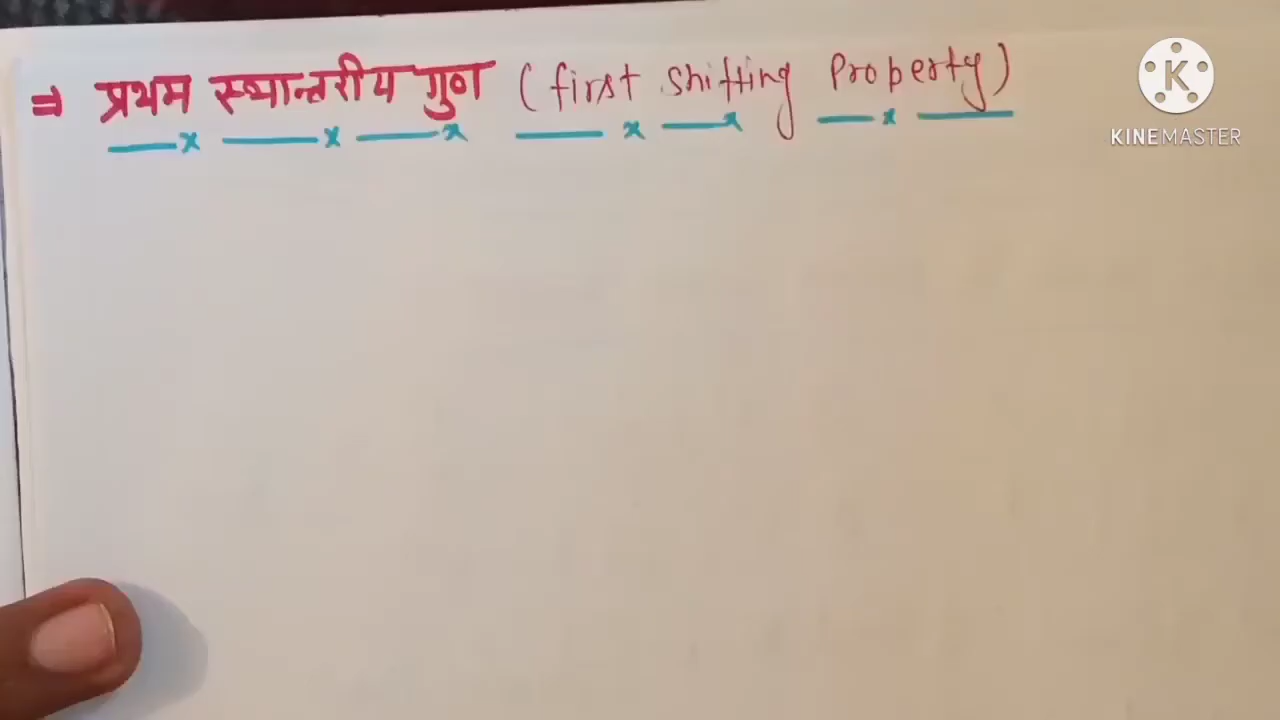 ⇒ प्रथम स्थान्तरीय गुण (first shifting Property)
K
KINEMASTER